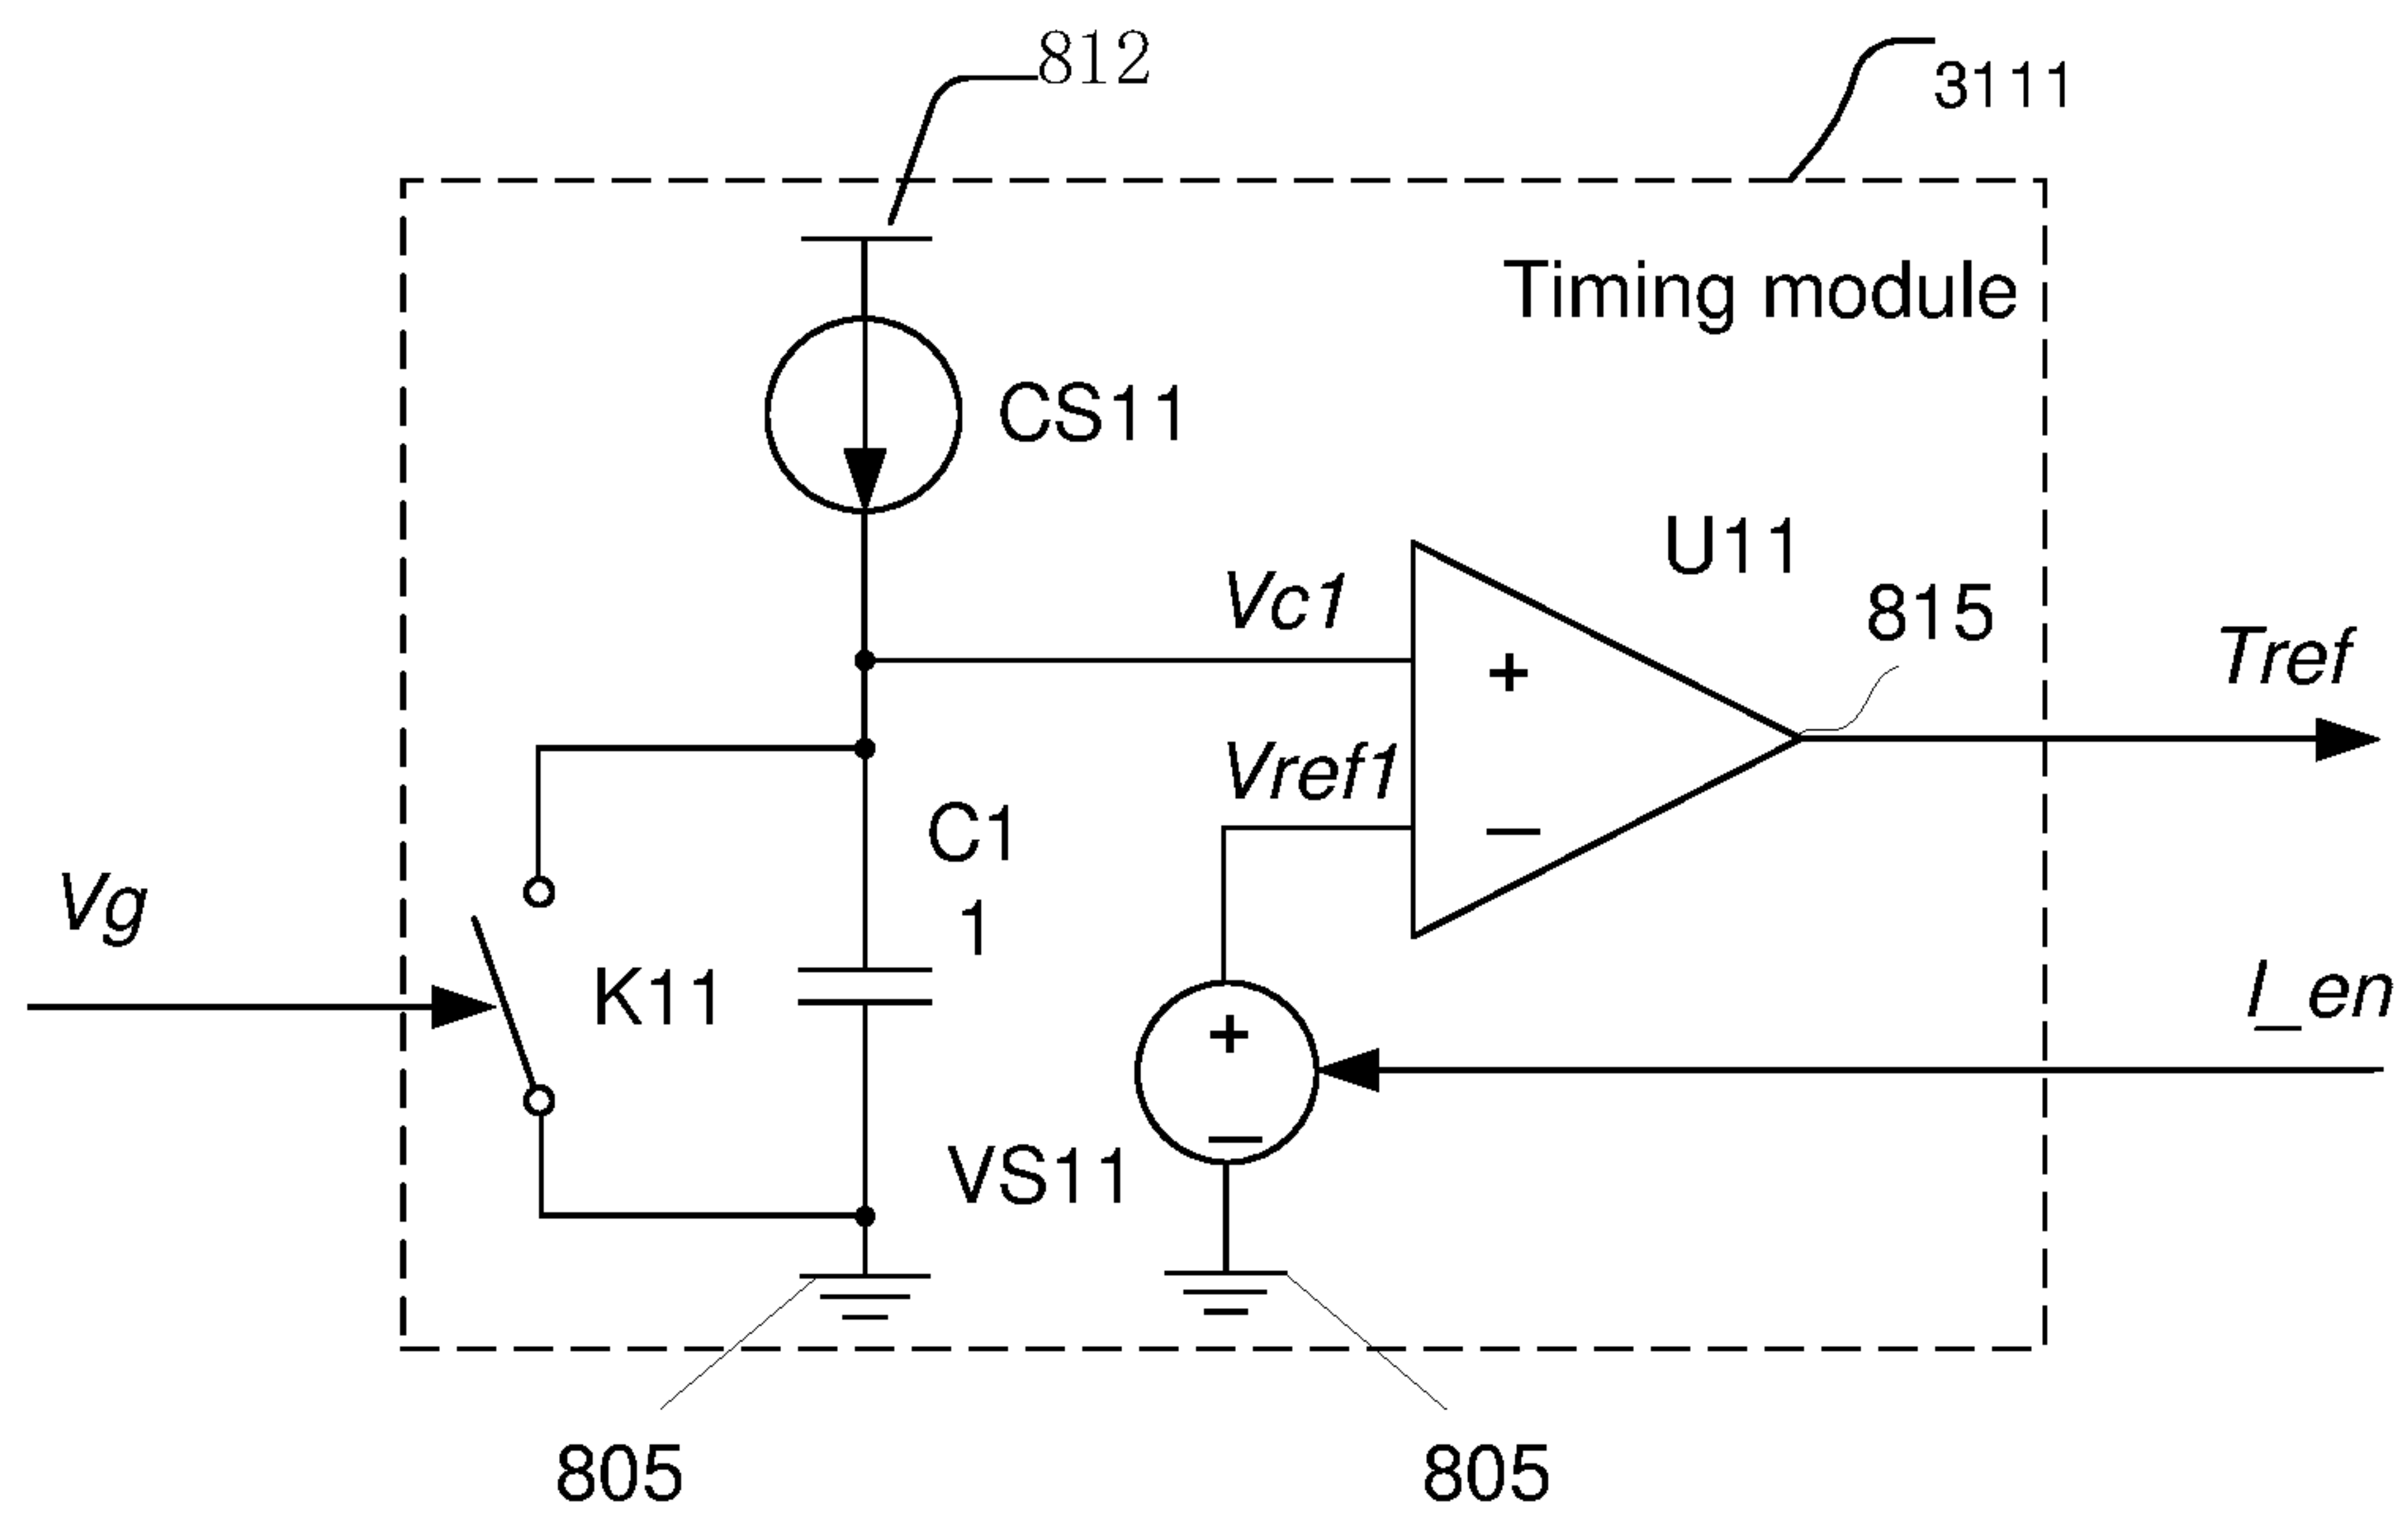 812
3111
Timing module
CS11
U11
Vc1
815
Tref
Vref1
C1
1
Vg
K11
I_en
+
−
+
−
VS11
805
805